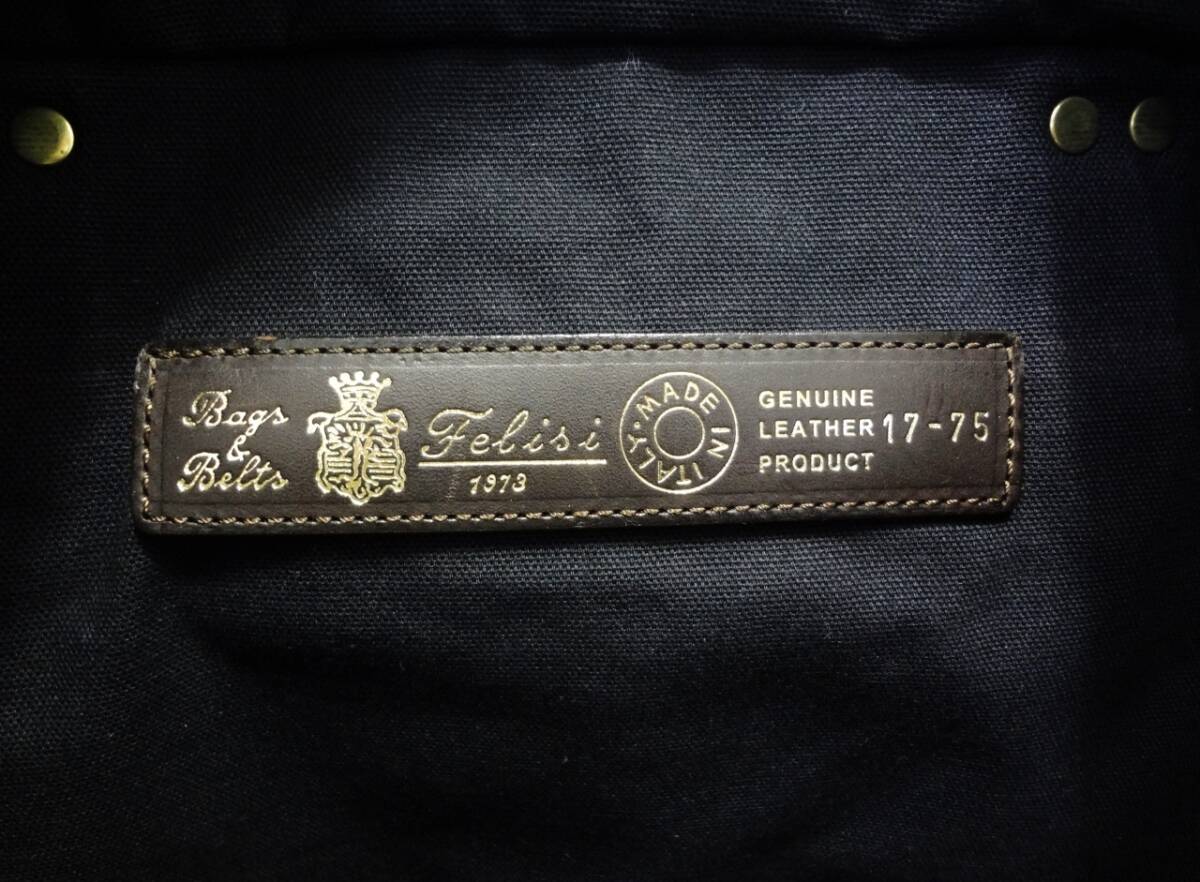 Bags
&
Belts
Felisi
1973
MADE IN ITALY
GENUINE
LEATHER 17-75
PRODUCT